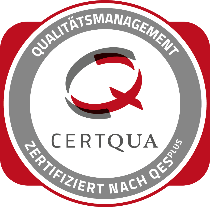 QUALITÄTSMANAGEMENT
CERTQUA
ZERTIFIZIERT NACH QESPLUS